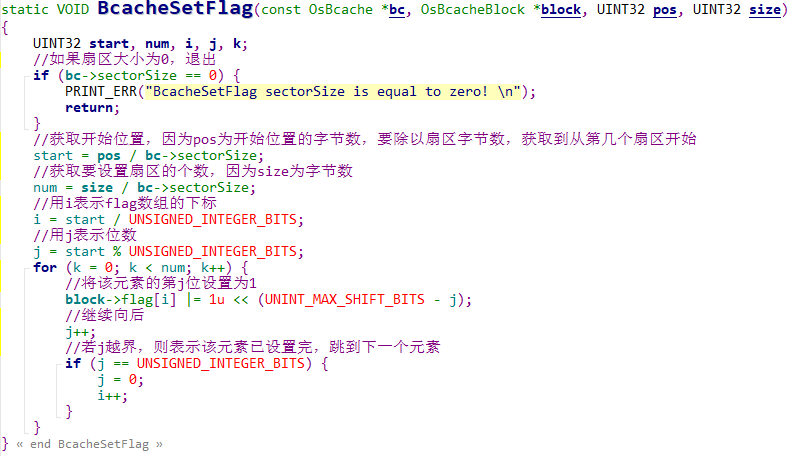 static VOID BcacheSetFlag(const OsBcache *bc, OsBcacheBlock *block, UINT32 pos, UINT32 size)
{
    UINT32 start, num, i, j, k;
    //如果扇区大小为0，退出
    if (bc->sectorSize == 0) {
        PRINT_ERR("BcacheSetFlag sectorSize is equal to zero! \n");
        return;
    }
    //获取开始位置，因为pos为开始位置的字节数，要除以扇区字节数，获取到从第几个扇区开始
    start = pos / bc->sectorSize;
    //获取要设置扇区的个数，因为size为字节数
    num = size / bc->sectorSize;
    //用i表示flag数组的下标
    i = start / UNSIGNED_INTEGER_BITS;
    //用j表示位数
    j = start % UNSIGNED_INTEGER_BITS;
    for (k = 0; k < num; k++) {
        //将该元素的第j位设置为1
        block->flag[i] |= 1u << (UNINT_MAX_SHIFT_BITS - j);
        //继续向后
        j++;
        //若j越界，则表示该元素已设置完，跳到下一个元素
        if (j == UNSIGNED_INTEGER_BITS) {
            j = 0;
            i++;
        }
    }
} « end BcacheSetFlag »